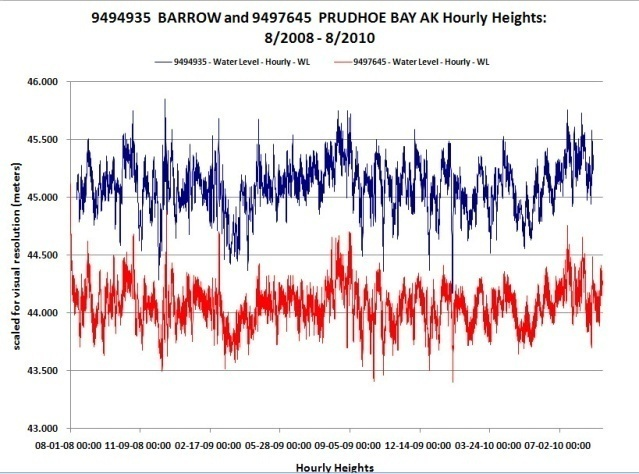 9494935 BARROW and 9497645 PRUDHOE BAY AK Hourly Heights:
8/2008 - 8/2010
9494935 - Water Level - Hourly - WL
9497645 - Water Level - Hourly - WL
scaled for visual resolution (meters)
46.000
45.500
45.000
44.500
44.000
43.500
43.000
08-01-08 00:00 11-09-08 00:00 02-17-09 00:00 05-28-09 00:00 09-05-09 00:00 12-14-09 00:00 03-24-10 00:00 07-02-10 00:00
Hourly Heights